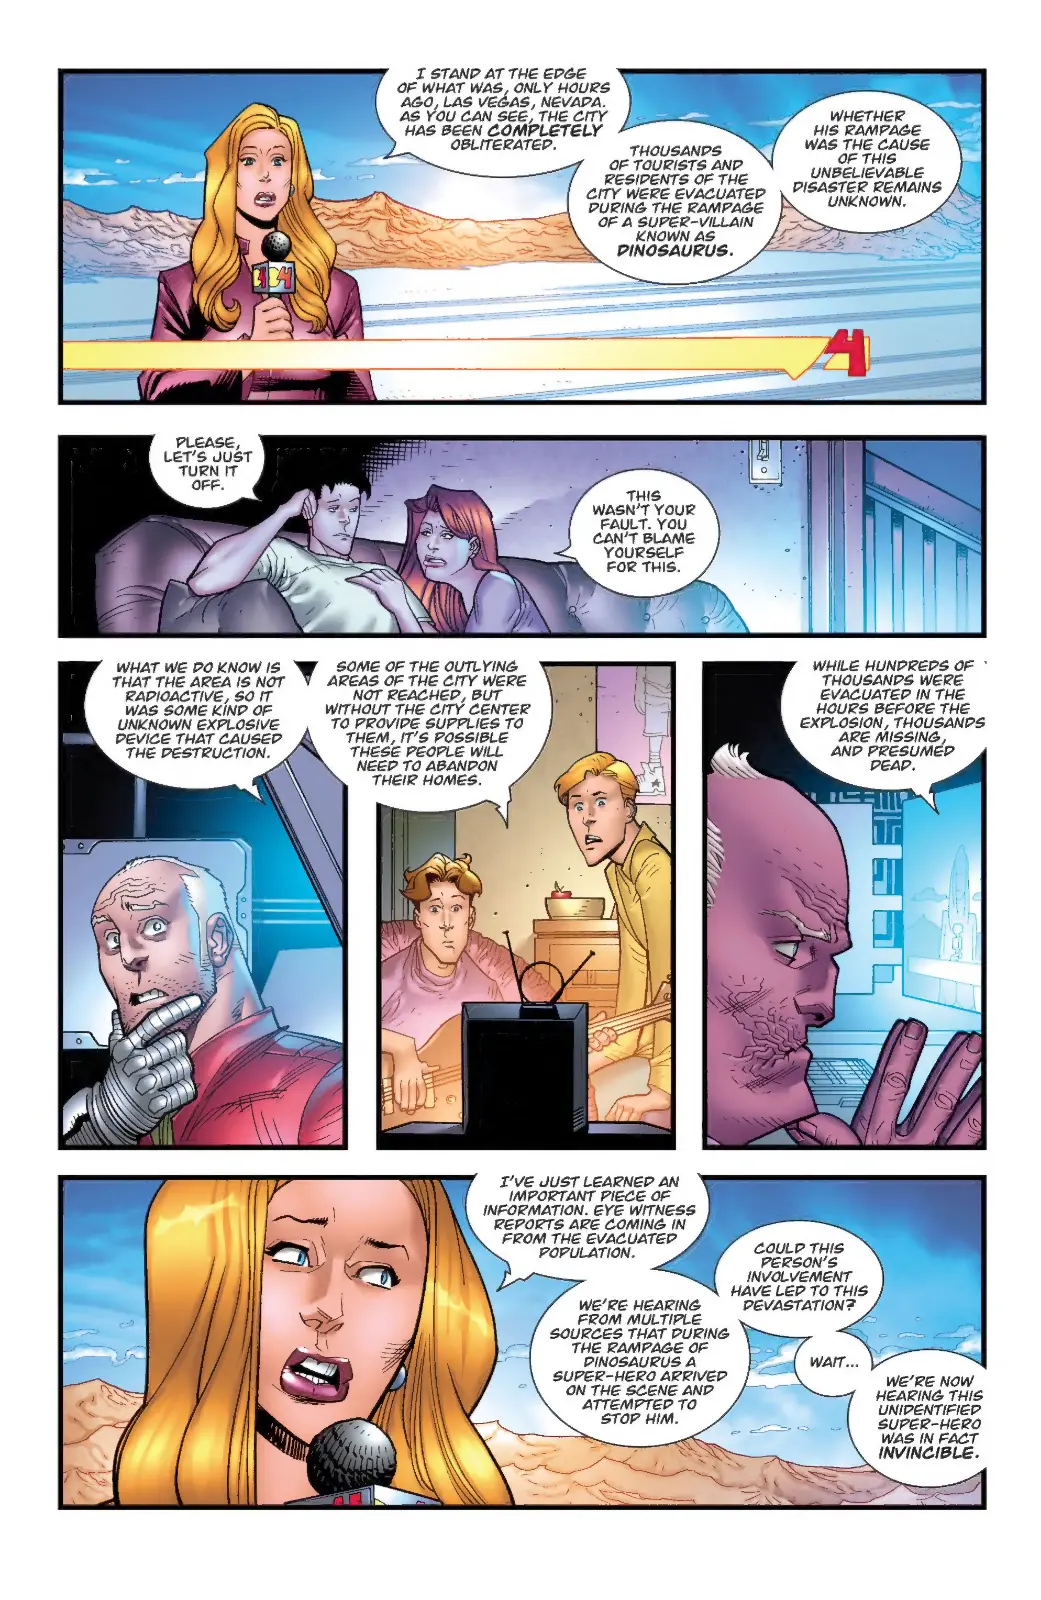 I STAND AT THE EDGE
OF WHAT WAS, ONLY HOURS
AGO, LAS VEGAS, NEVADA.
AS YOU CAN SEE, THE CITY
HAS BEEN COMPLETELY
OBLITERATED.
THOUSANDS
OF TOURISTS AND
RESIDENTS OF THE
CITY WERE EVACUATED
DURING THE RAMPAGE
OF A SUPER-VILLAIN
KNOWN AS
DINOSAURUS.
WHETHER
HIS RAMPAGE
WAS THE CAUSE
OF THIS
UNBELIEVABLE
DISASTER REMAINS
UNKNOWN.
4
PLEASE,
LET'S JUST
TURN IT
OFF.
THIS
WASN'T YOUR
FAULT. YOU
CAN'T BLAME
YOURSELF
FOR THIS.
WHAT WE DO KNOW IS
THAT THE AREA IS NOT
RADIOACTIVE, SO IT
WAS SOME KIND OF
UNKNOWN EXPLOSIVE
DEVICE THAT CAUSED
THE DESTRUCTION.
SOME OF THE OUTLYING
AREAS OF THE CITY WERE
NOT REACHED, BUT
WITHOUT THE CITY CENTER
TO PROVIDE SUPPLIES TO
THEM, IT'S POSSIBLE
THESE PEOPLE WILL
NEED TO ABANDON
THEIR HOMES.
WHILE HUNDREDS OF
THOUSANDS WERE
EVACUATED IN THE
HOURS BEFORE THE
EXPLOSION, THOUSANDS
ARE MISSING,
AND PRESUMED
DEAD.
I'VE JUST LEARNED AN
IMPORTANT PIECE OF
INFORMATION. EYE WITNESS
REPORTS ARE COMING IN
FROM THE EVACUATED
POPULATION.
WE'RE HEARING
FROM MULTIPLE
SOURCES THAT DURING
THE RAMPAGE OF
DINOSAURUS A
SUPER-HERO ARRIVED
ON THE SCENE AND
ATTEMPTED TO
STOP HIM.
COULD THIS
PERSON'S
INVOLVEMENT
HAVE LED TO THIS
DEVASTATION?
WAIT...
WE'RE NOW
HEARING THIS
UNIDENTIFIED
SUPER-HERO
WAS IN FACT
INVINCIBLE.